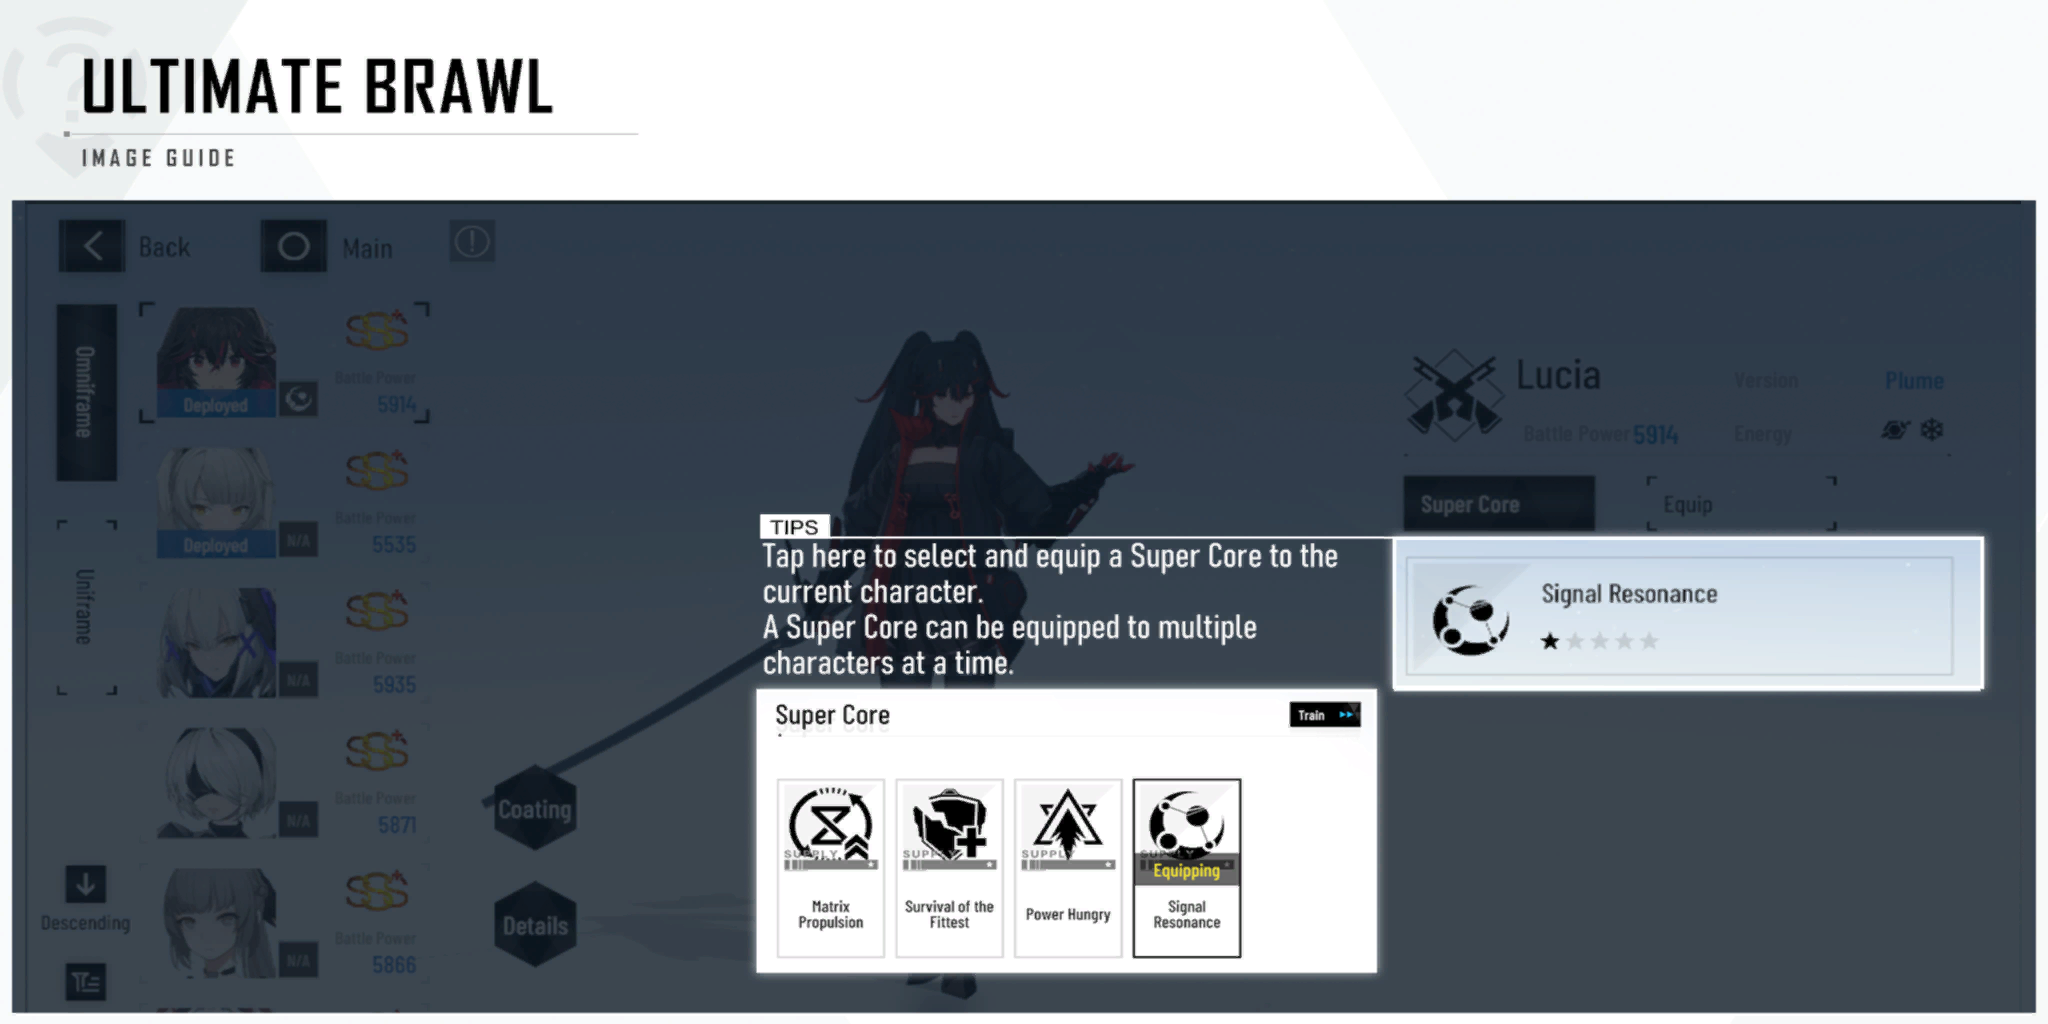 ULTIMATE BRAWL
IMAGE GUIDE
Back
Main
Omniframe
Uniframe
Deployed
Battle Power
5914
Deployed
N/A
Battle Power
5535
N/A
Battle Power
5935
N/A
Battle Power
5871
N/A
Battle Power
5866
Descending
Coating
Details
Lucia
Version
Plume
Battle Power 5914
Energy
Super Core
Equip
Signal Resonance
TIPS
Tap here to select and equip a Super Core to the
current character.
A Super Core can be equipped to multiple
characters at a time.
Super Core
Train
SUPPLY
Matrix
Propulsion
SUPPLY
Survival of the
Fittest
SUPPLY
Power Hungry
SUPPLY
Equipping
Signal
Resonance